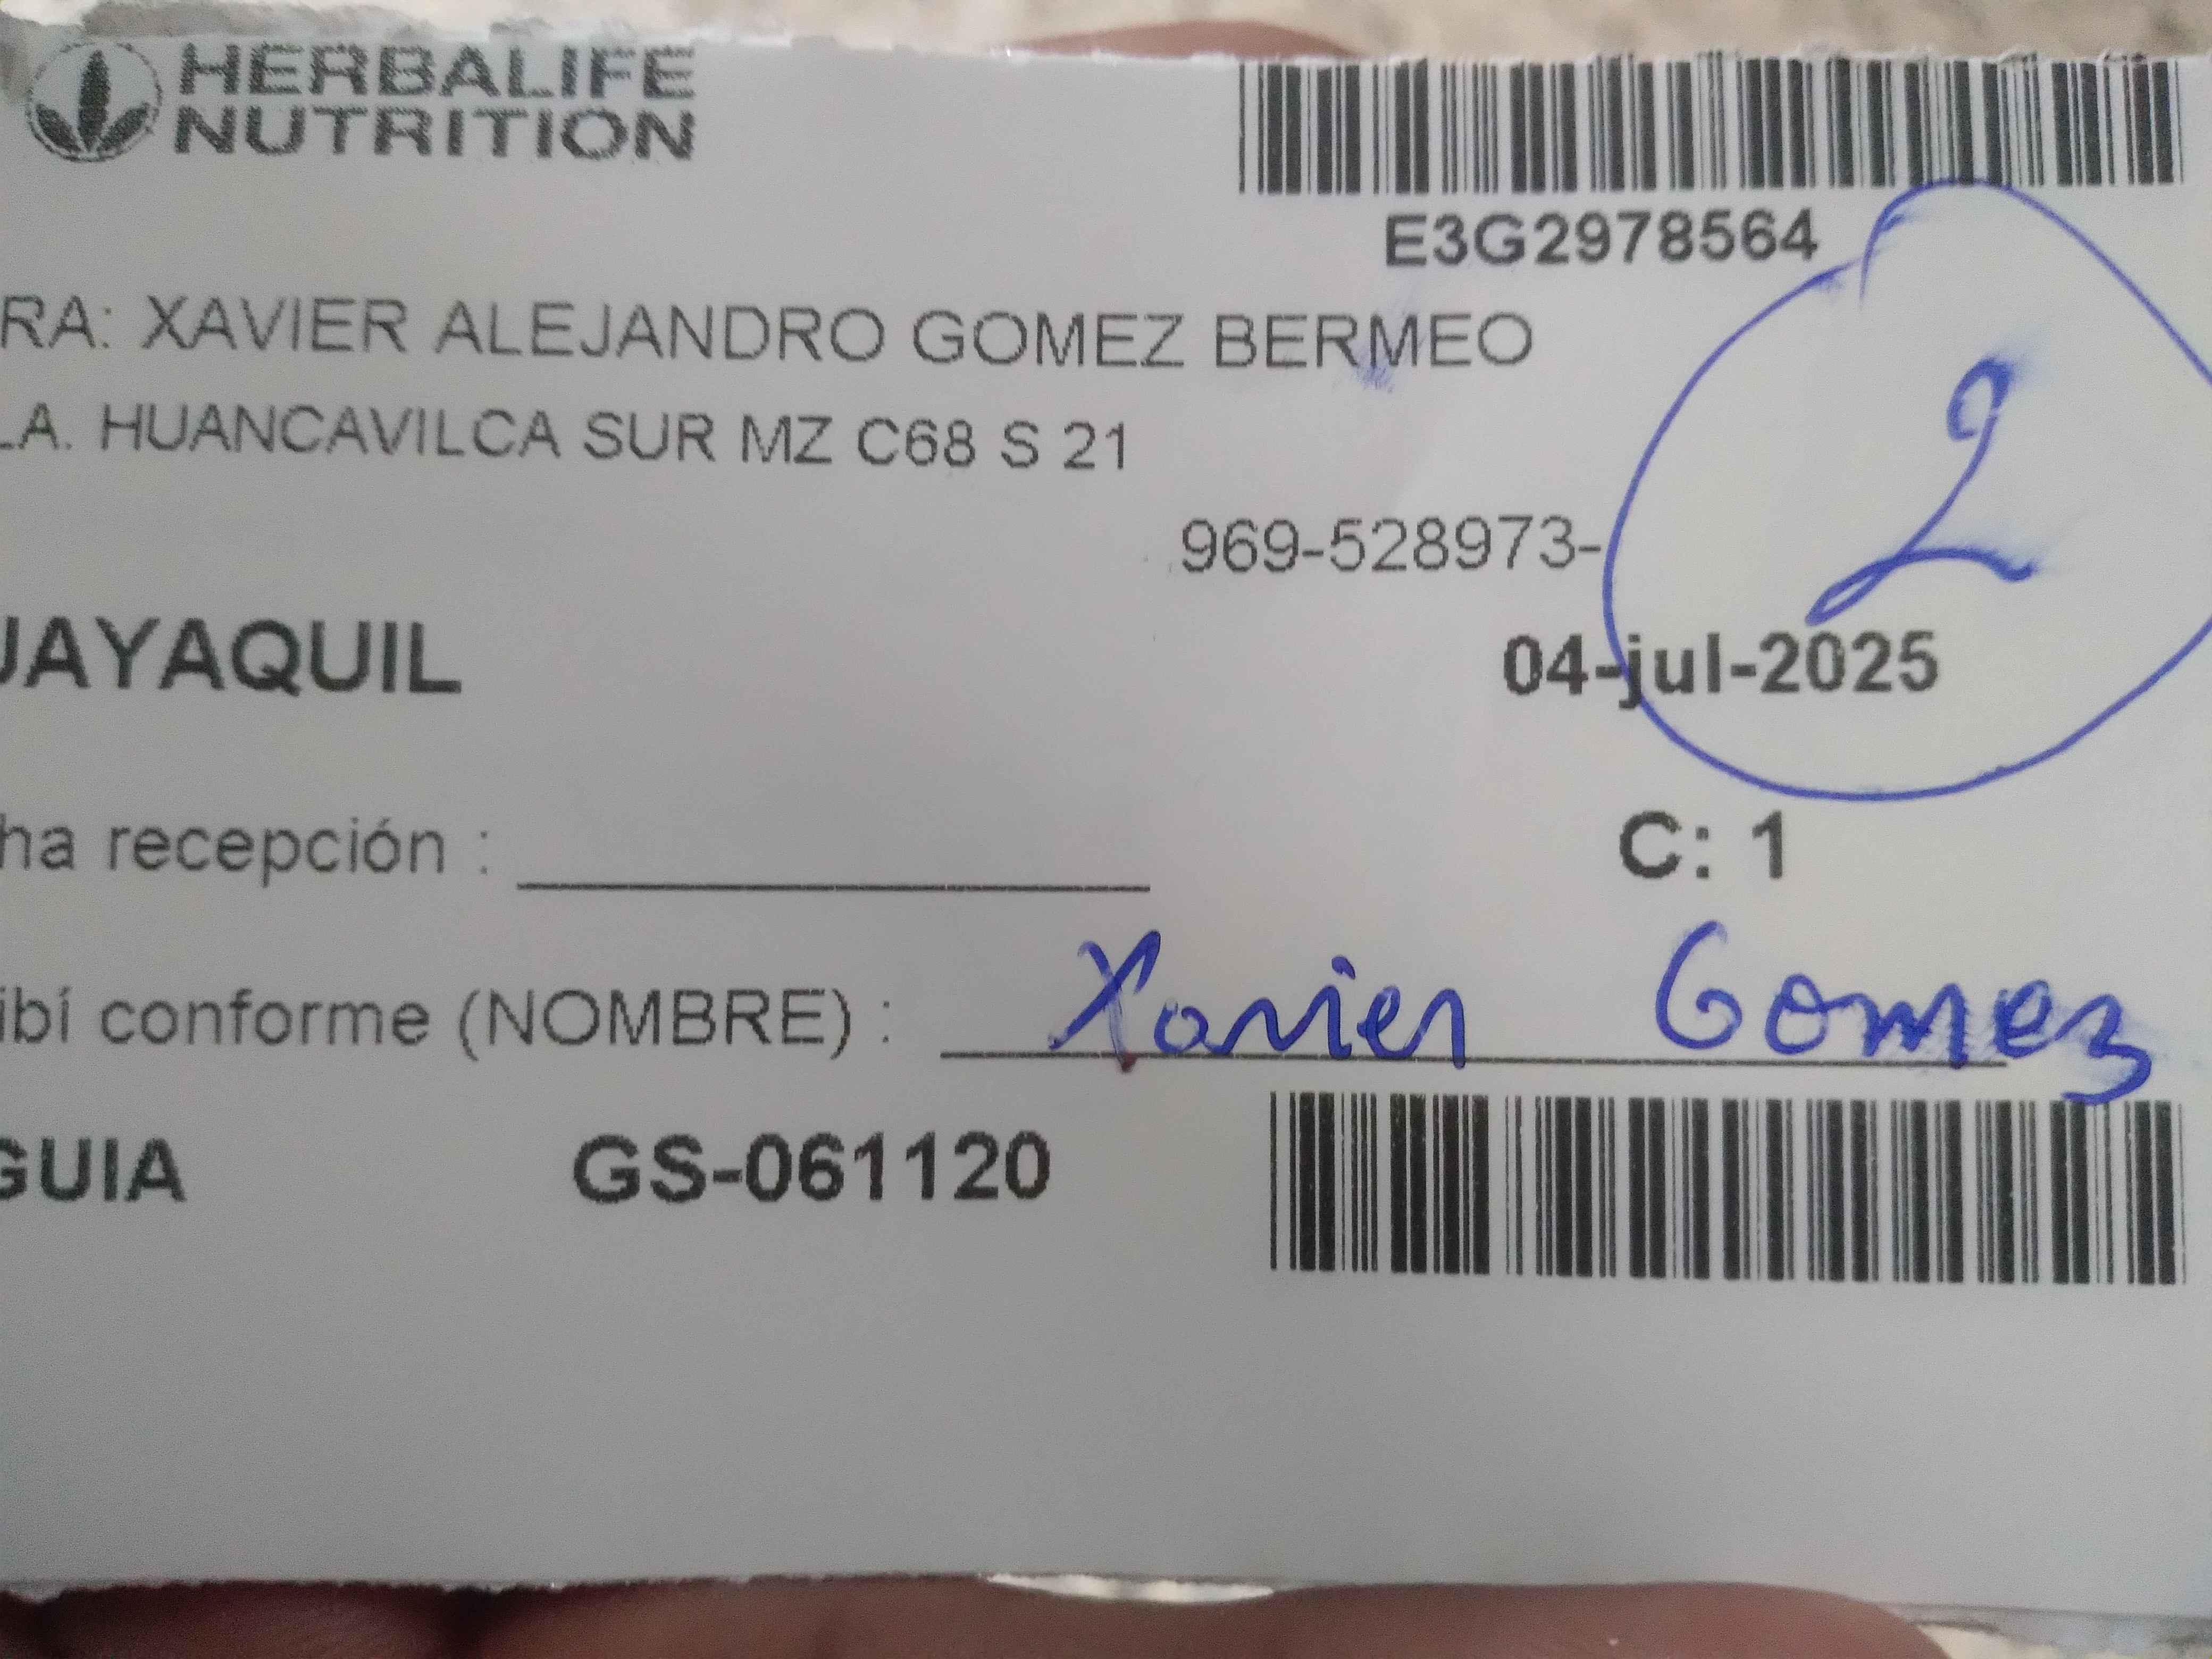 HERBALIFE
NUTRITION
E3G2978564
RA: XAVIER ALEJANDRO GOMEZ BERMEO
LA. HUANCAVILCA SUR MZ C68 S 21
2
969-528973-
UAYAQUIL
04-jul-2025
ha recepción :
C: 1
ibí conforme (NOMBRE) : Xavier Gomez
GUIA GS-061120